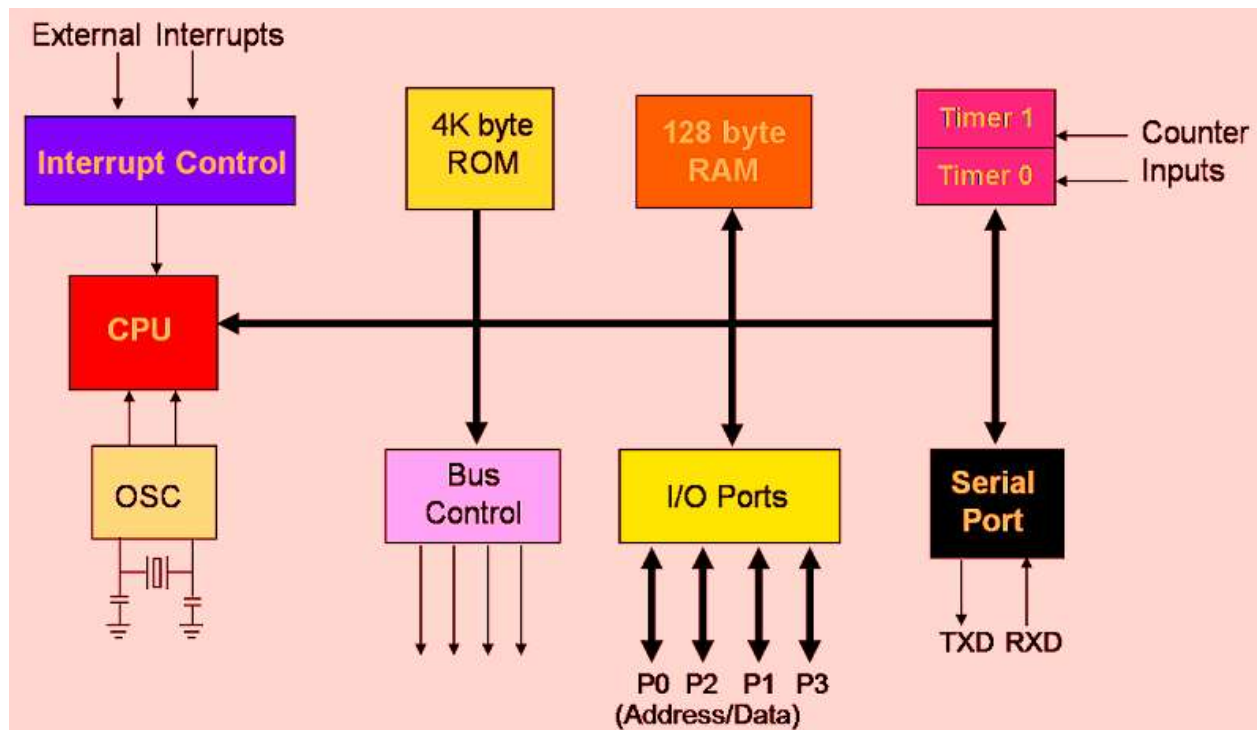 External Interrupts
Interrupt Control
4K byte
ROM
128 byte
RAM
Timer 1
Timer 0
Counter
Inputs
CPU
OSC
Bus
Control
I/O Ports
Serial
Port
TXD RXD
P0 P2 P1 P3
(Address/Data)